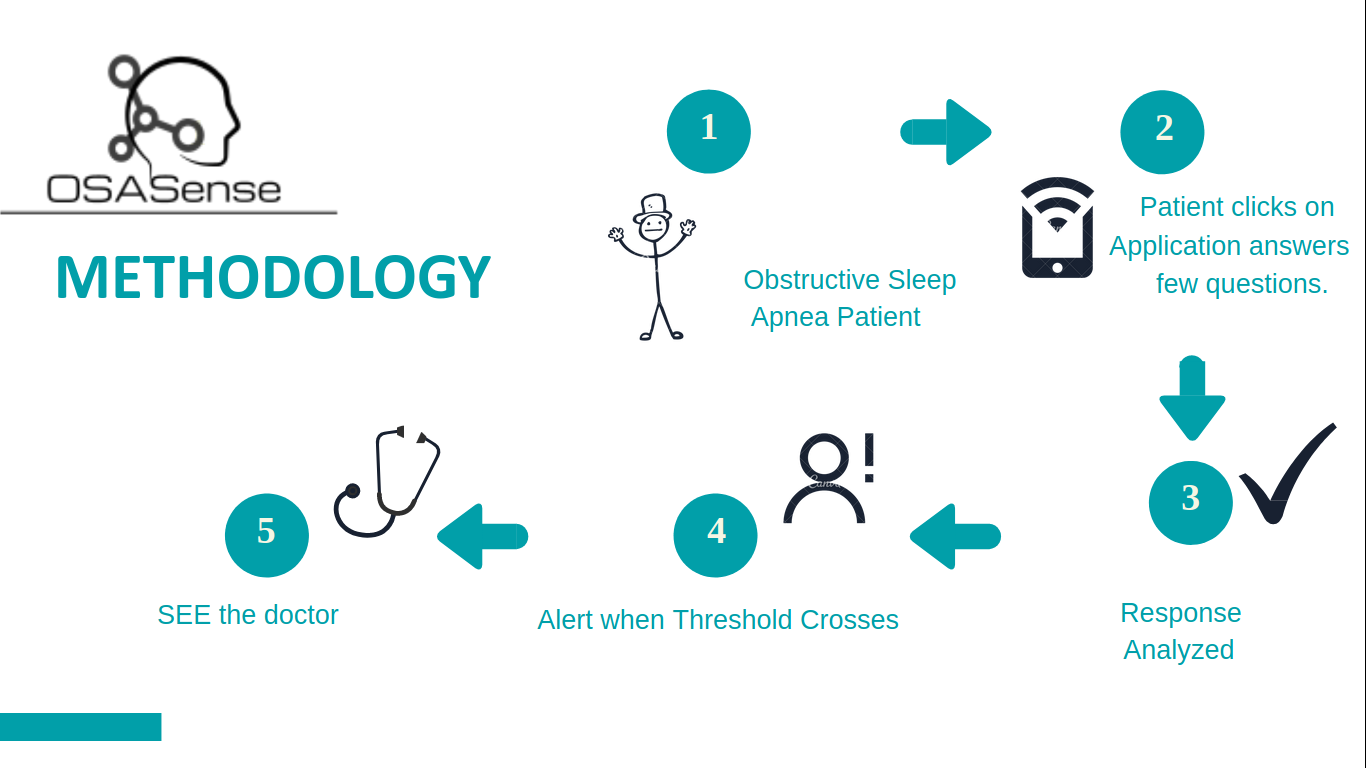 OSASense
METHODOLOGY
1
Obstructive Sleep
Apnea Patient
2
Patient clicks on
Application answers
few questions.
3
Response
Analyzed
4
Canva
Alert when Threshold Crosses
5
SEE the doctor